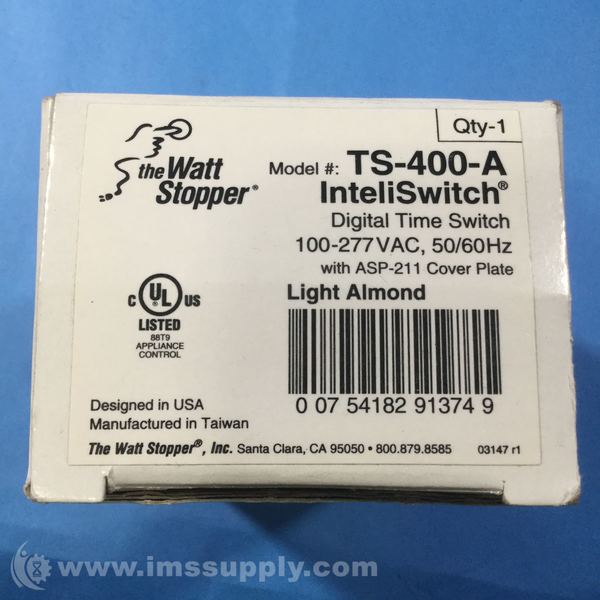 Qty-1
the Watt
Stopper®
Model #: TS-400-A
InteliSwitch®
Digital Time Switch
100-277VAC, 50/60Hz
with ASP-211 Cover Plate
Light Almond
C UL US
LISTED
88T9
APPLIANCE
CONTROL
0 07 54182 91374 9
Designed in USA
Manufactured in Taiwan
The Watt Stopper®, Inc. Santa Clara, CA 95050 • 800.879.8585 03147 r1
© www.imssupply.com